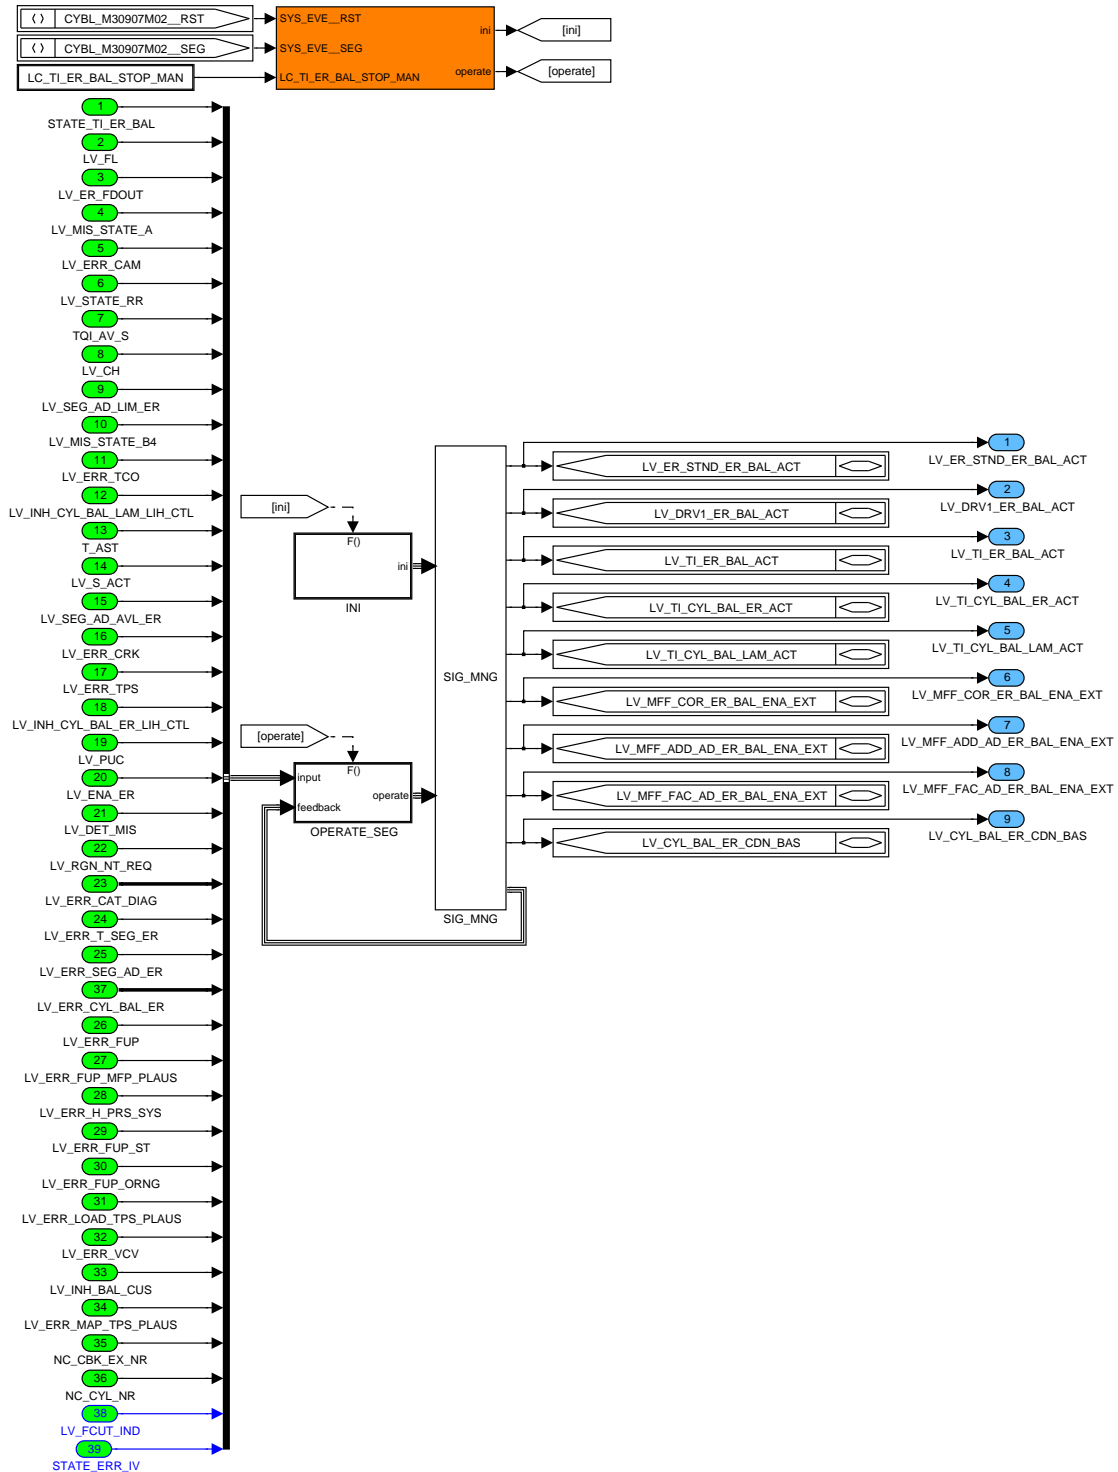 CYBL_M30907M02__RST
CYBL_M30907M02__SEG
LC_TI_ER_BAL_STOP_MAN
SYS_EVE__RST
SYS_EVE__SEG
LC_TI_ER_BAL_STOP_MAN
ini
operate
[ini]
[operate]
1
STATE_TI_ER_BAL
2
LV_FL
3
LV_ER_FDOUT
4
LV_MIS_STATE_A
5
LV_ERR_CAM
6
LV_STATE_RR
7
TQI_AV_S
8
LV_CH
9
LV_SEG_AD_LIM_ER
10
LV_MIS_STATE_B4
11
LV_ERR_TCO
12
LV_INH_CYL_BAL_LAM_LIH_CTL
13
T_AST
14
LV_S_ACT
15
LV_SEG_AD_AVL_ER
16
LV_ERR_CRK
17
LV_ERR_TPS
18
LV_INH_CYL_BAL_ER_LIH_CTL
19
LV_PUC
20
LV_ENA_ER
21
LV_DET_MIS
22
LV_RGN_NT_REQ
23
LV_ERR_CAT_DIAG
24
LV_ERR_T_SEG_ER
25
LV_ERR_SEG_AD_ER
37
LV_ERR_CYL_BAL_ER
26
LV_ERR_FUP
27
LV_ERR_FUP_MFP_PLAUS
28
LV_ERR_H_PRS_SYS
29
LV_ERR_FUP_ST
30
LV_ERR_FUP_ORNG
31
LV_ERR_LOAD_TPS_PLAUS
32
LV_ERR_VCV
33
LV_INH_BAL_CUS
34
LV_ERR_MAP_TPS_PLAUS
35
NC_CBK_EX_NR
36
NC_CYL_NR
38
LV_FCUT_IND
39
STATE_ERR_IV
[ini]
F()
ini
INI
[operate]
F()
input
feedback
operate
OPERATE_SEG
SIG_MNG
SIG_MNG
LV_ER_STND_ER_BAL_ACT
LV_DRV1_ER_BAL_ACT
LV_TI_ER_BAL_ACT
LV_TI_CYL_BAL_ER_ACT
LV_TI_CYL_BAL_LAM_ACT
LV_MFF_COR_ER_BAL_ENA_EXT
LV_MFF_ADD_AD_ER_BAL_ENA_EXT
LV_MFF_FAC_AD_ER_BAL_ENA_EXT
LV_CYL_BAL_ER_CDN_BAS
1
LV_ER_STND_ER_BAL_ACT
2
LV_DRV1_ER_BAL_ACT
3
LV_TI_ER_BAL_ACT
4
LV_TI_CYL_BAL_ER_ACT
5
LV_TI_CYL_BAL_LAM_ACT
6
LV_MFF_COR_ER_BAL_ENA_EXT
7
LV_MFF_ADD_AD_ER_BAL_ENA_EXT
8
LV_MFF_FAC_AD_ER_BAL_ENA_EXT
9
LV_CYL_BAL_ER_CDN_BAS